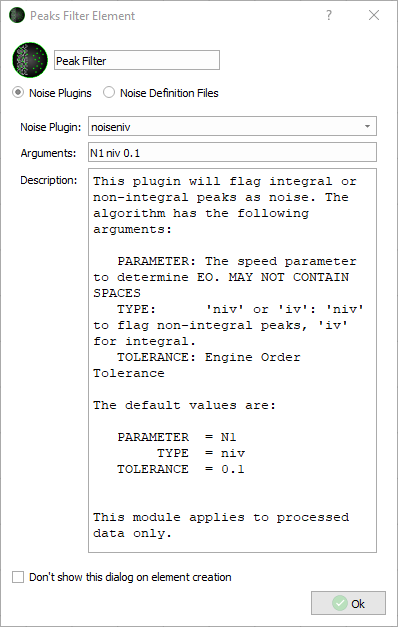 Peaks Filter Element
Peak Filter
Noise Plugins Noise Definition Files
Noise Plugin: noiseniv
Arguments: N1 niv 0.1
Description:
This plugin will flag integral or
non-integral peaks as noise. The
algorithm has the following
arguments:
PARAMETER: The speed parameter
to determine EO. MAY NOT CONTAIN
SPACES
TYPE: 'niv' or 'iv': 'niv'
to flag non-integral peaks, 'iv'
for integral.
TOLERANCE: Engine Order
Tolerance
The default values are:
PARAMETER = N1
TYPE = niv
TOLERANCE = 0.1
This module applies to processed
data only.
Don't show this dialog on element creation
Ok